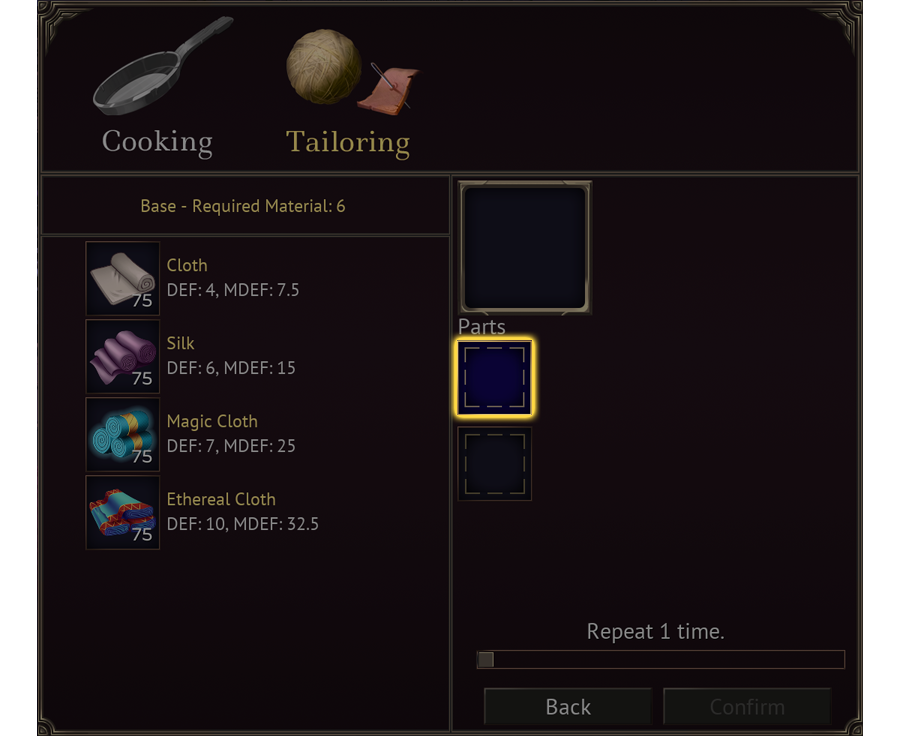 Cooking
Tailoring
Base - Required Material: 6
Cloth
DEF: 4, MDEF: 7.5
75
Silk
DEF: 6, MDEF: 15
75
Magic Cloth
DEF: 7, MDEF: 25
75
Ethereal Cloth
DEF: 10, MDEF: 32.5
75
Parts
Repeat 1 time.
Back
Confirm